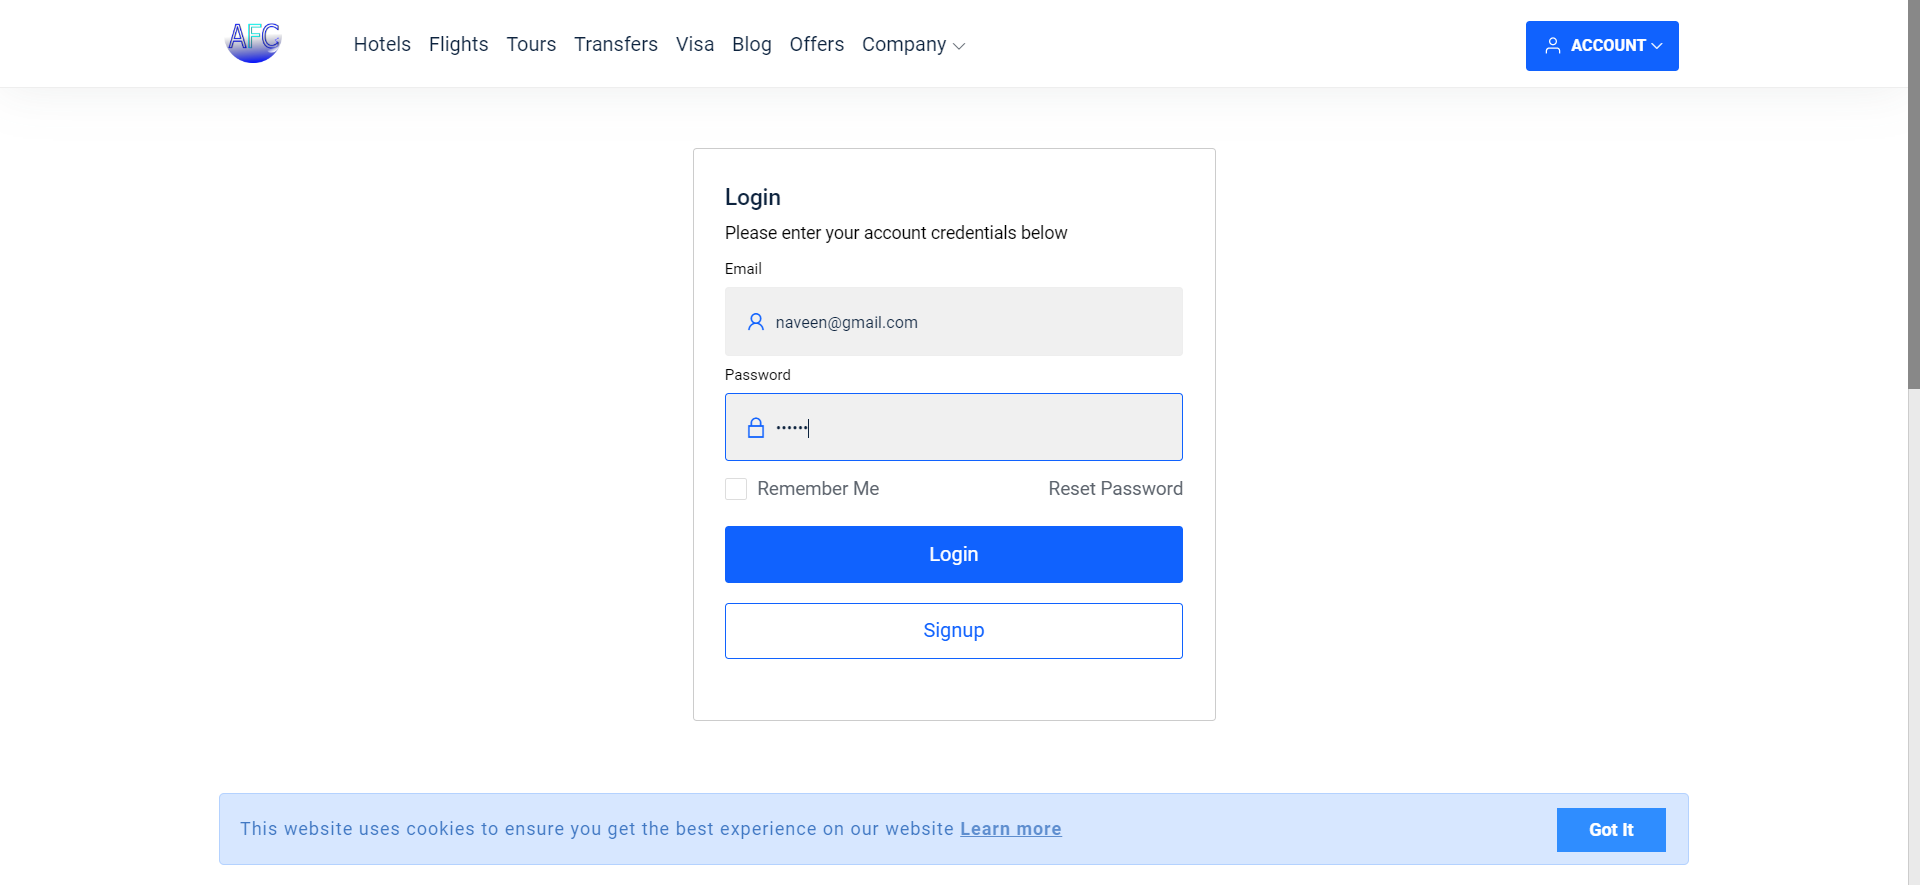 AFC
Hotels Flights Tours Transfers Visa Blog Offers Company
ACCOUNT
Login
Please enter your account credentials below
Email
naveen@gmail.com
Password
••••••
Remember Me
Reset Password
Login
Signup
This website uses cookies to ensure you get the best experience on our website Learn more
Got It